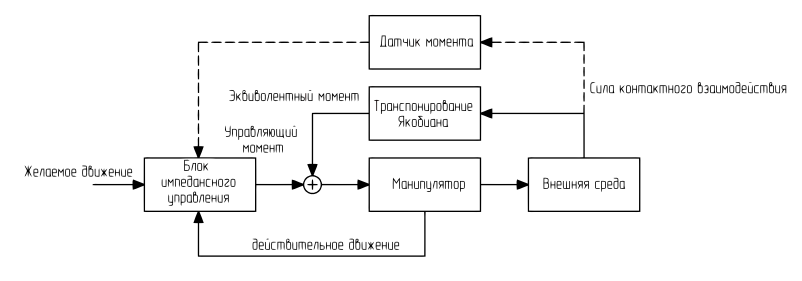 Датчик момента
Сила контактного взаимодействия
Эквиволентный момент
Транспонирование
Якобиана
Управляющий
момент
Желаемое движение
Блок
импедансного
управления
Манипулятор
Внешняя среда
действительное движение